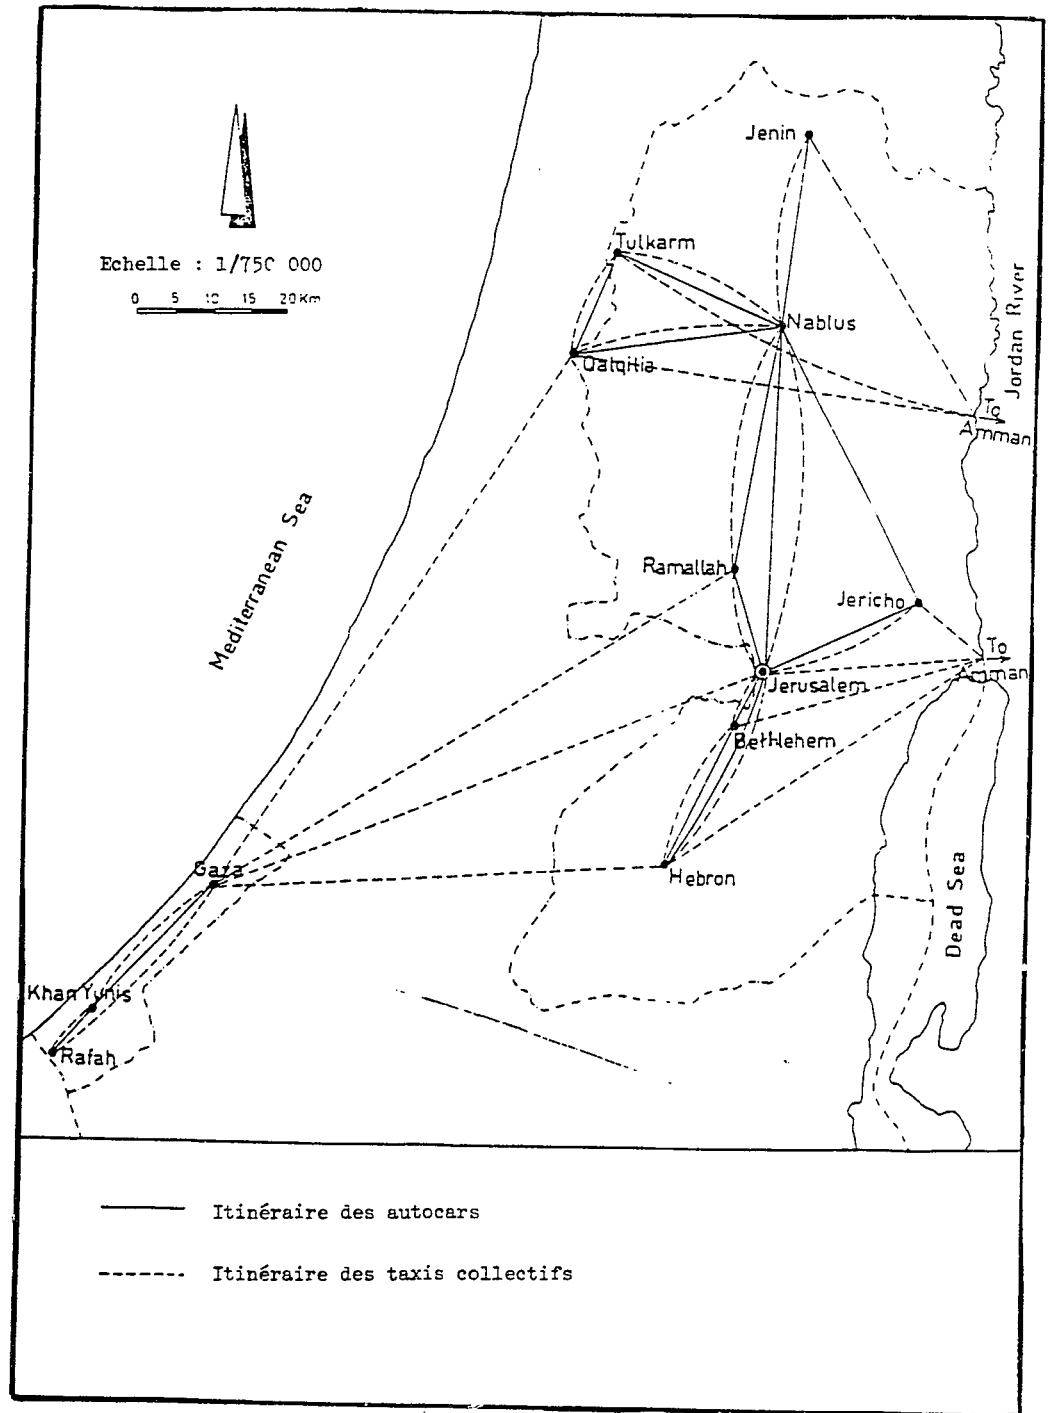 Jenin
Echelle : 1/750 000
0 5 10 15 20 Km
Tulkarm
Nablus
Qalqilia
Jordan River
To
Amman
Mediterranean Sea
Ramallah
Jericho
To
Amman
Jerusalem
Bethlehem
Gaza
Hebron
Dead Sea
Khan Yunis
Rafah
Itinéraire des autocars
Itinéraire des taxis collectifs